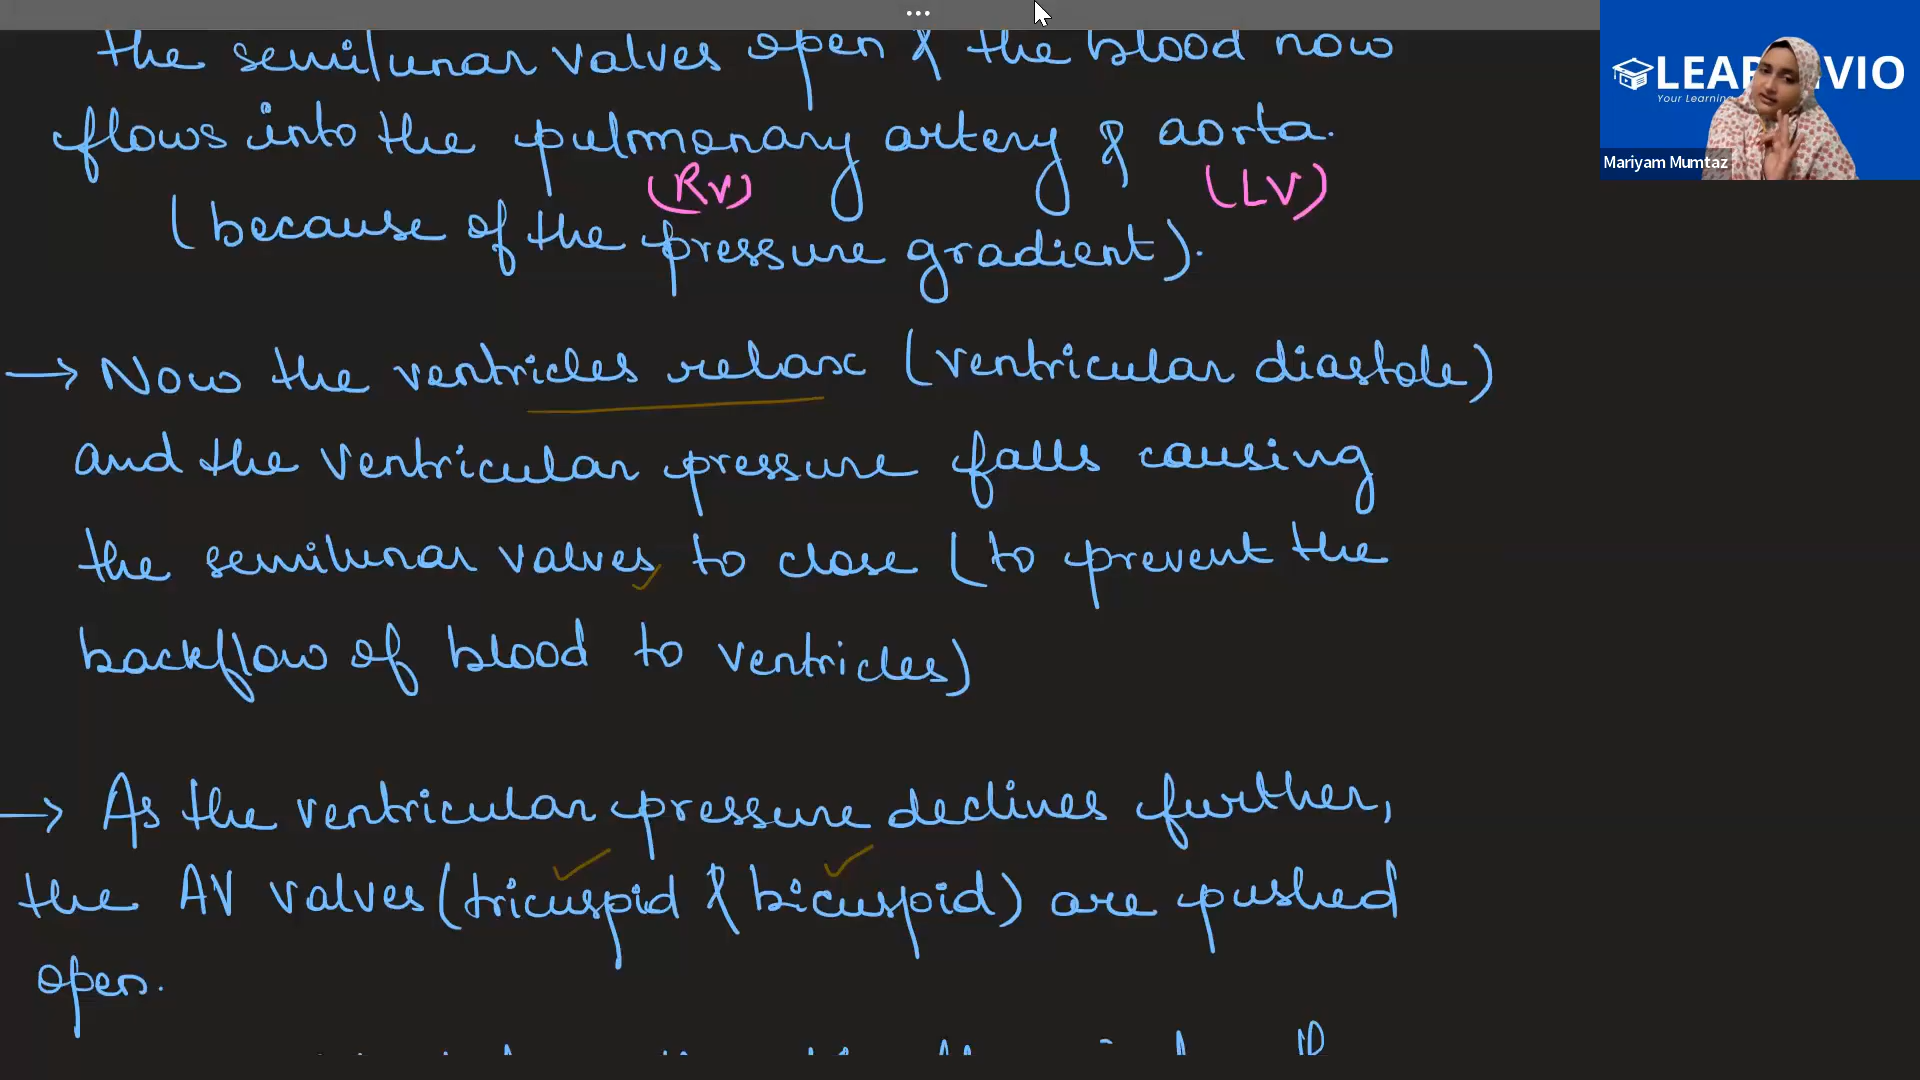 the semilunar valves open & the blood now
flows into the pulmonary artery & aorta.
(RV) (LV)
(because of the pressure gradient).
→ Now the ventricles relax (ventricular diastole)
and the ventricular pressure falls causing
the semilunar valves to close (to prevent the
backflow of blood to ventricles)
→ As the ventricular pressure declines further,
the AV valves (tricuspid & bicuspid) are pushed
open.
VIO
Your Learning
Mariyam Mumtaz